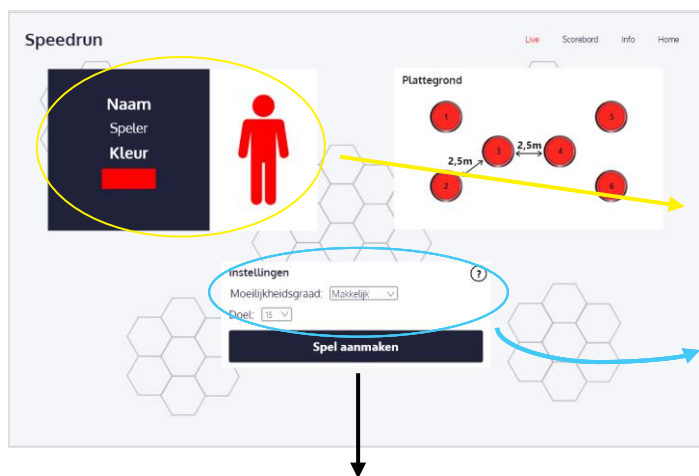 Speedrun
Live Scorebord Info Home
Naam
Speler
Kleur
Plattegrond
1
5
3
2,5m
4
2,5m
2
6
Instellingen
?
Moeilijkheidsgraad: Makkelijk
Doel: 15
Spel aanmaken